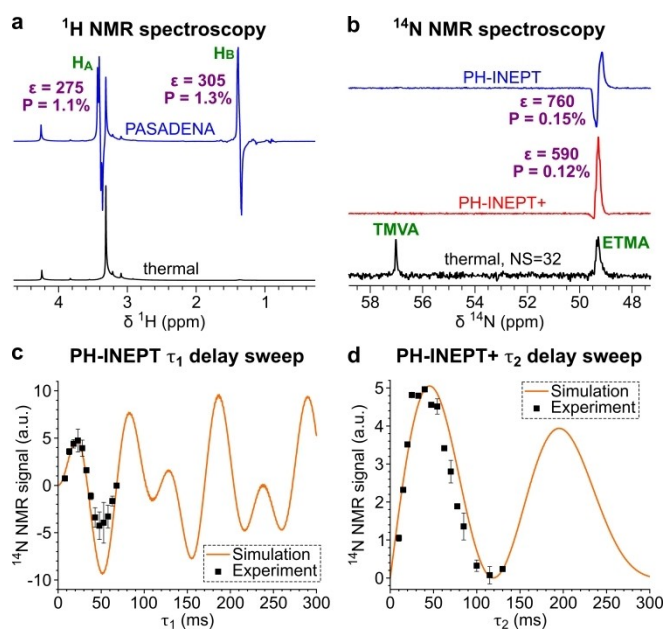 a
¹H NMR spectroscopy
H_A
H_B
ε = 275
P = 1.1%
ε = 305
P = 1.3%
PASADENA
thermal
4 3 2 1
δ ¹H (ppm)
b
¹⁴N NMR spectroscopy
PH-INEPT
ε = 760
P = 0.15%
ε = 590
P = 0.12%
PH-INEPT+
TMVA
ETMA
thermal, NS=32
58 56 54 52 50 48
δ ¹⁴N (ppm)
c
PH-INEPT τ₁ delay sweep
¹⁴N NMR signal (a.u.)
10
5
0
-5
-10
Simulation
Experiment
0 50 100 150 200 250 300
τ₁ (ms)
d
PH-INEPT+ τ₂ delay sweep
¹⁴N NMR signal (a.u.)
5
4
3
2
1
0
Simulation
Experiment
0 50 100 150 200 250 300
τ₂ (ms)